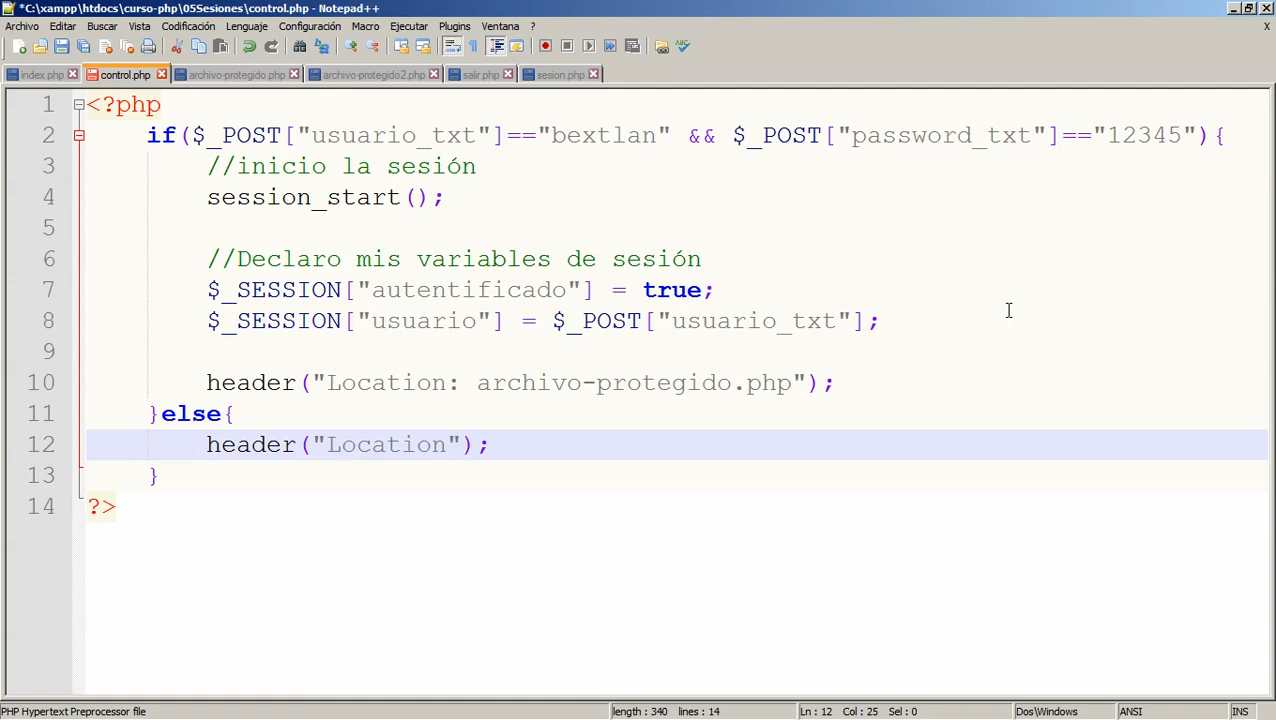 *C:\xampp\htdocs\curso-php\05Sesiones\control.php - Notepad++
Archivo Editar Buscar Vista Codificación Lenguaje Configuración Macro Ejecutar Plugins Ventana ? X
index.php control.php archivo-protegido.php archivo-protegido2.php salir.php sesion.php
1 <?php
2 if($_POST["usuario_txt"]=="bextlan" && $_POST["password_txt"]=="12345"){
3 //inicio la sesión
4 session_start();
5
6 //Declaro mis variables de sesión
7 $_SESSION["autentificado"] = true;
8 $_SESSION["usuario"] = $_POST["usuario_txt"];
9
10 header("Location: archivo-protegido.php");
11 }else{
12 header("Location");
13 }
14 ?>
PHP Hypertext Preprocessor file length : 340 lines : 14 Ln : 12 Col : 25 Sel : 0 Dos\Windows ANSI INS